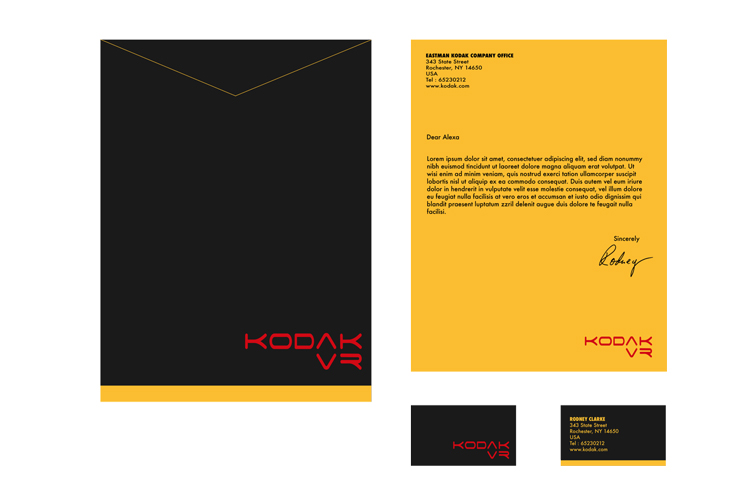 KODAK
VR
EASTMAN KODAK COMPANY OFFICE
343 State Street
Rochester, NY 14650
USA
Tel : 65230212
www.kodak.com
Dear Alexa
Lorem ipsum dolor sit amet, consectetuer adipiscing elit, sed diam nonummy
nibh euismod tincidunt ut laoreet dolore magna aliquam erat volutpat. Ut
wisi enim ad minim veniam, quis nostrud exerci tation ullamcorper suscipit
lobortis nisl ut aliquip ex ea commodo consequat. Duis autem vel eum iriure
dolor in hendrerit in vulputate velit esse molestie consequat, vel illum dolore
eu feugiat nulla facilisis at vero eros et accumsan et iusto odio dignissim qui
blandit praesent luptatum zzril delenit augue duis dolore te feugait nulla
facilisi.
Sincerely
Rodney
KODAK
VR
KODAK
VR
RODNEY CLARKE
343 State Street
Rochester, NY 14650
USA
Tel : 65230212
www.kodak.com